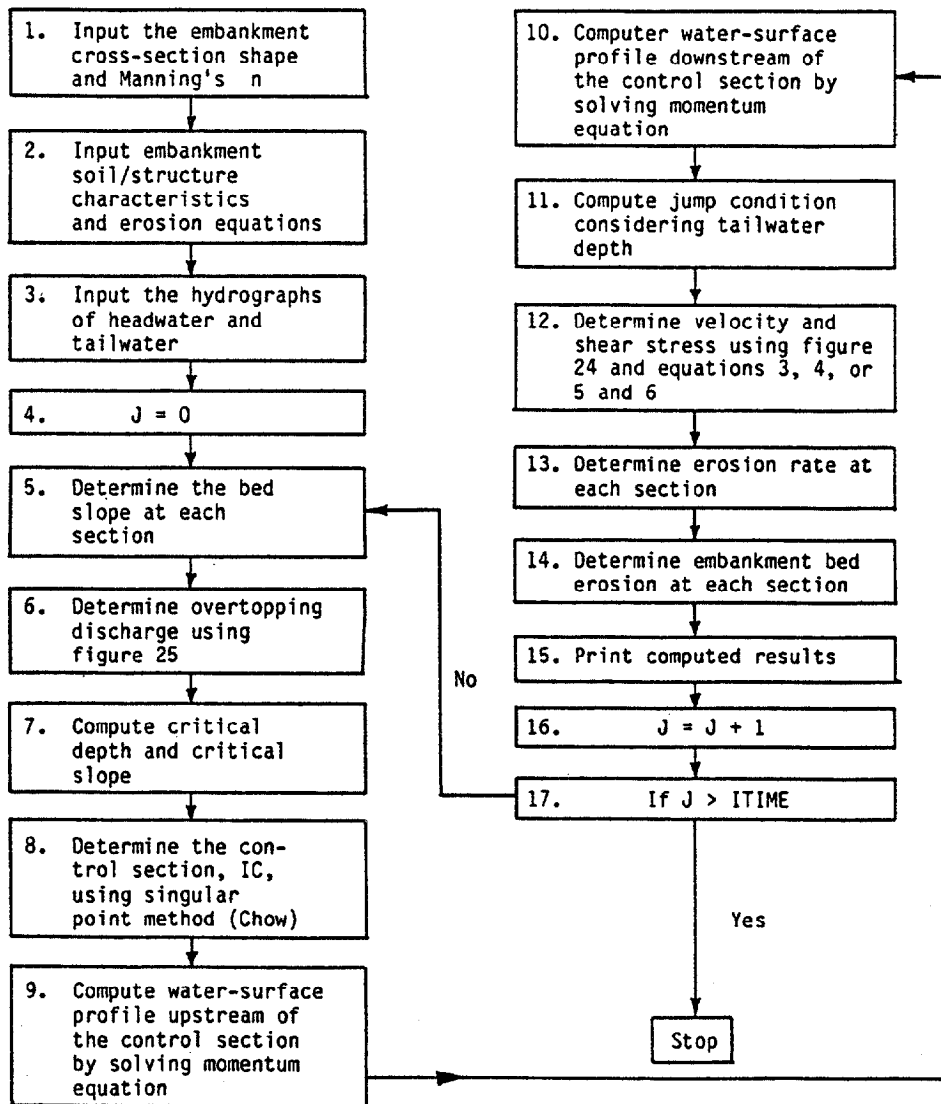 1. Input the embankment
cross-section shape
and Manning's n
2. Input embankment
soil/structure
characteristics
and erosion equations
3. Input the hydrographs
of headwater and
tailwater
4. J = 0
5. Determine the bed
slope at each
section
6. Determine overtopping
discharge using
figure 25
7. Compute critical
depth and critical
slope
8. Determine the con-
trol section, IC,
using singular
point method (Chow)
9. Compute water-surface
profile upstream of
the control section
by solving momentum
equation
10. Computer water-surface
profile downstream of
the control section by
solving momentum
equation
11. Compute jump condition
considering tailwater
depth
12. Determine velocity and
shear stress using figure
24 and equations 3, 4, or
5 and 6
13. Determine erosion rate at
each section
14. Determine embankment bed
erosion at each section
15. Print computed results
16. J = J + 1
17. If J > ITIME
No
Yes
Stop